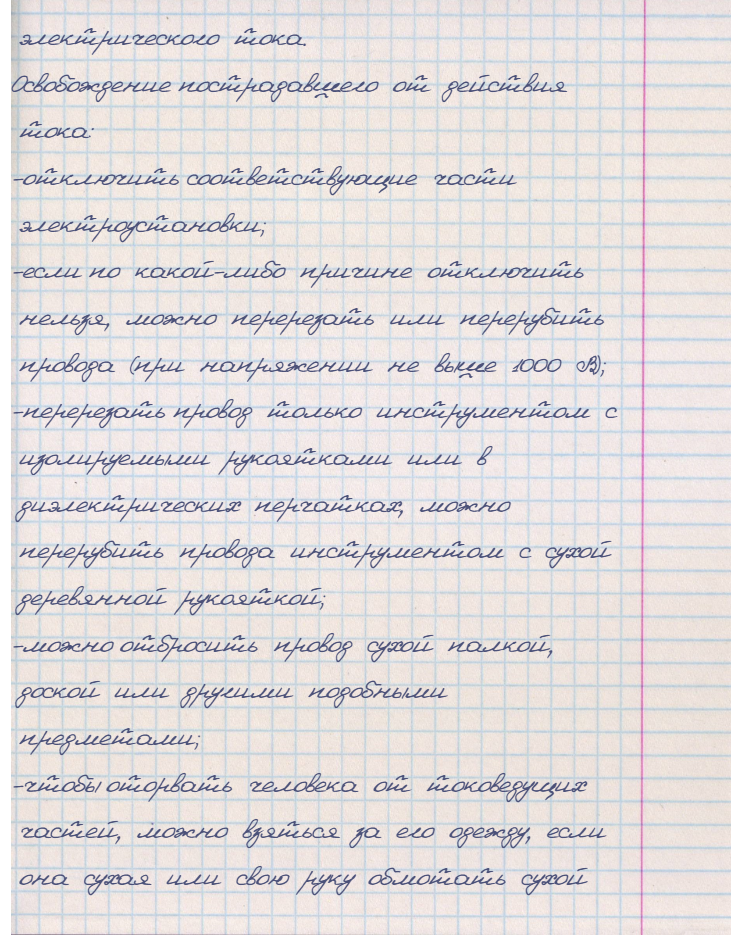 электрического тока.
Освобождение пострадавшего от действия
тока:
-отключить соответствующие части
электроустановки;
-если по какой-либо причине отключить
нельзя, можно перерезать или перерубить
провода (при напряжении не выше 1000 В);
-перерезать провод только инструментом с
изолируемыми рукоятками или в
диэлектрических перчатках, можно
перерубить провода инструментом с сухой
деревянной рукояткой;
-можно отбросить провод сухой палкой,
доской или другими подобными
предметами;
-чтобы оторвать человека от токоведущих
частей, можно взяться за его одежду, если
она сухая или свою руку обмотать сухой